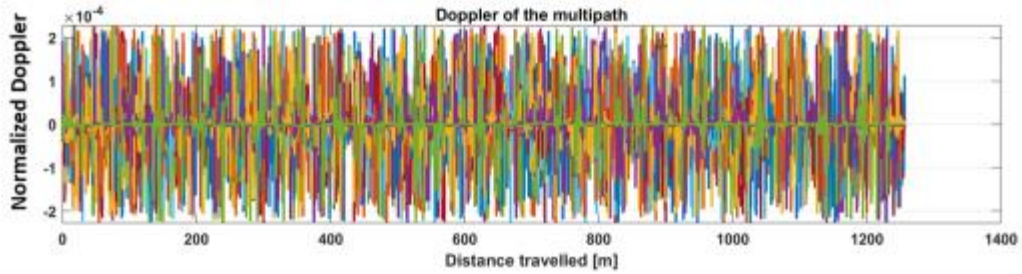 ×10⁻⁴
Doppler of the multipath
Normalized Doppler
2
1
0
-1
-2
0 200 400 600 800 1000 1200 1400
Distance travelled [m]